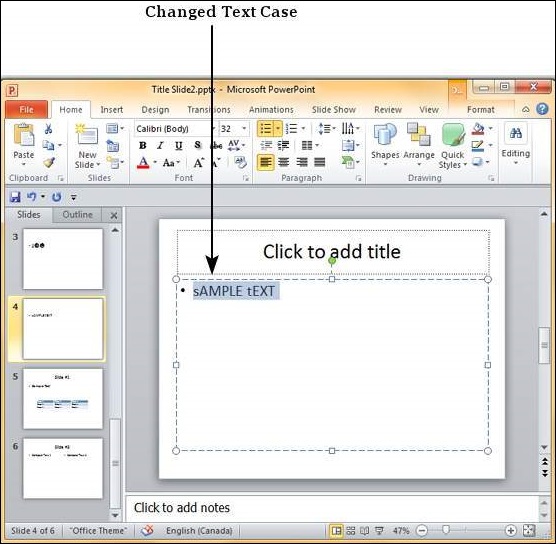 Changed Text Case
Title Slide2.pptx - Microsoft PowerPoint
File Home Insert Design Transitions Animations Slide Show Review View Format
Calibri (Body) 32
Paste New Slide B I U S abc AV Shapes Arrange Quick Styles Editing
A Aa A A
Clipboard Slides Font Paragraph Drawing
Slides Outline
3
4
5
6
Click to add title
• sAMPLE tEXT
Slide #2
Click to add notes
Slide 4 of 6 "Office Theme" English (Canada) 47%